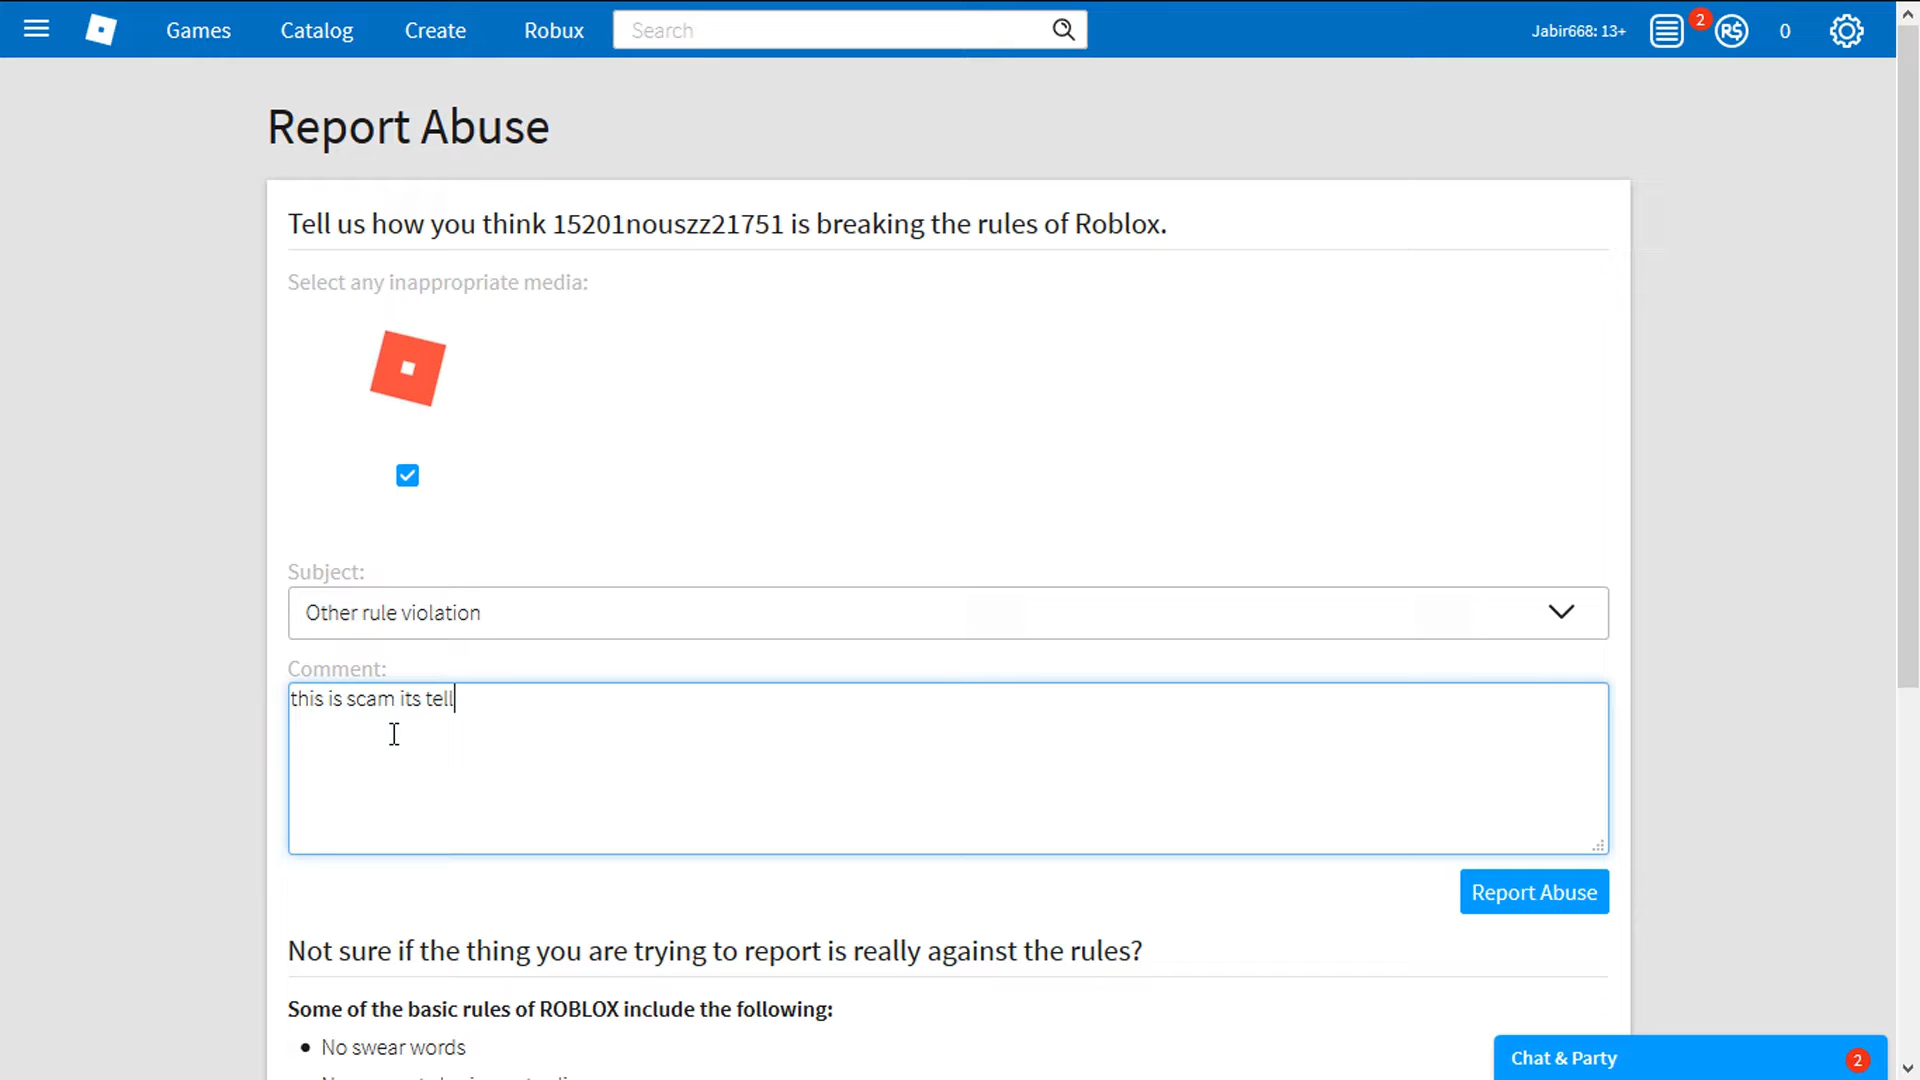 Games Catalog Create Robux Search Jabir668: 13+ 2 R$ 0
Report Abuse
Tell us how you think 15201nouszz21751 is breaking the rules of Roblox.
Select any inappropriate media:
Subject:
Other rule violation
Comment:
this is scam its tell
Report Abuse
Not sure if the thing you are trying to report is really against the rules?
Some of the basic rules of ROBLOX include the following:
• No swear words
Chat & Party 2